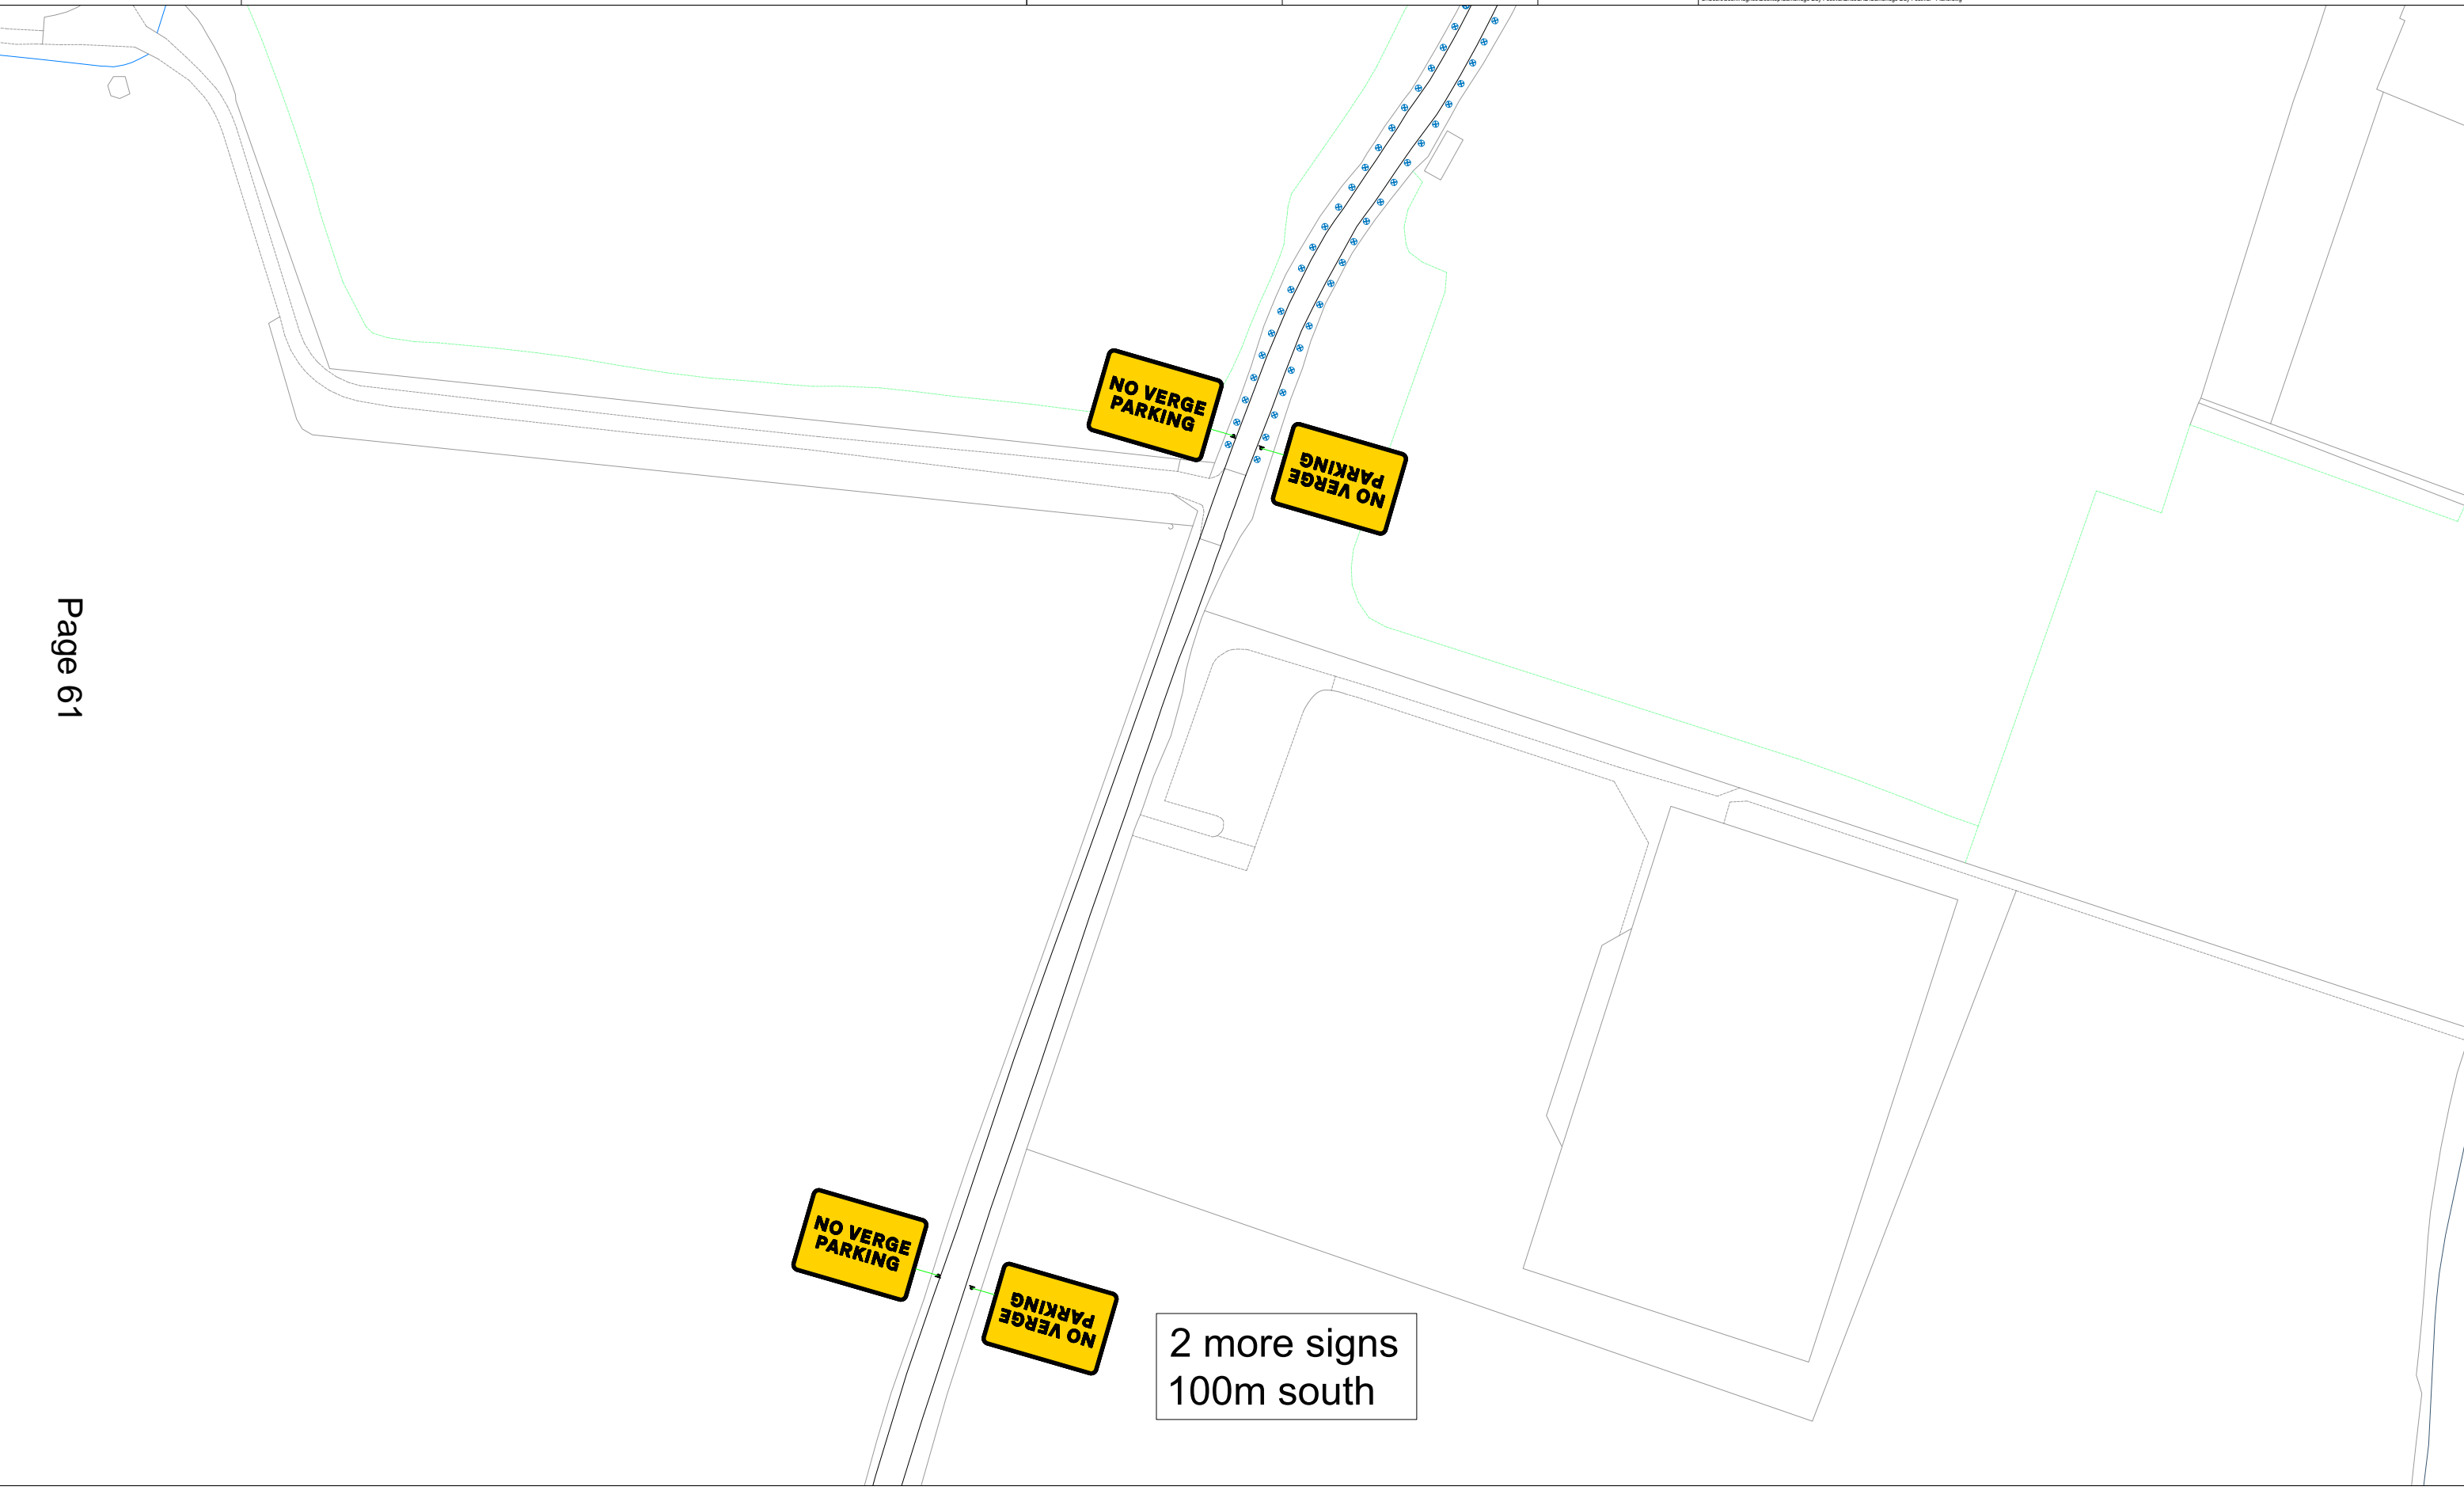 NO VERGE
PARKING
NO VERGE
PARKING
Page 61
NO VERGE
PARKING
NO VERGE
PARKING
2 more signs
100m south